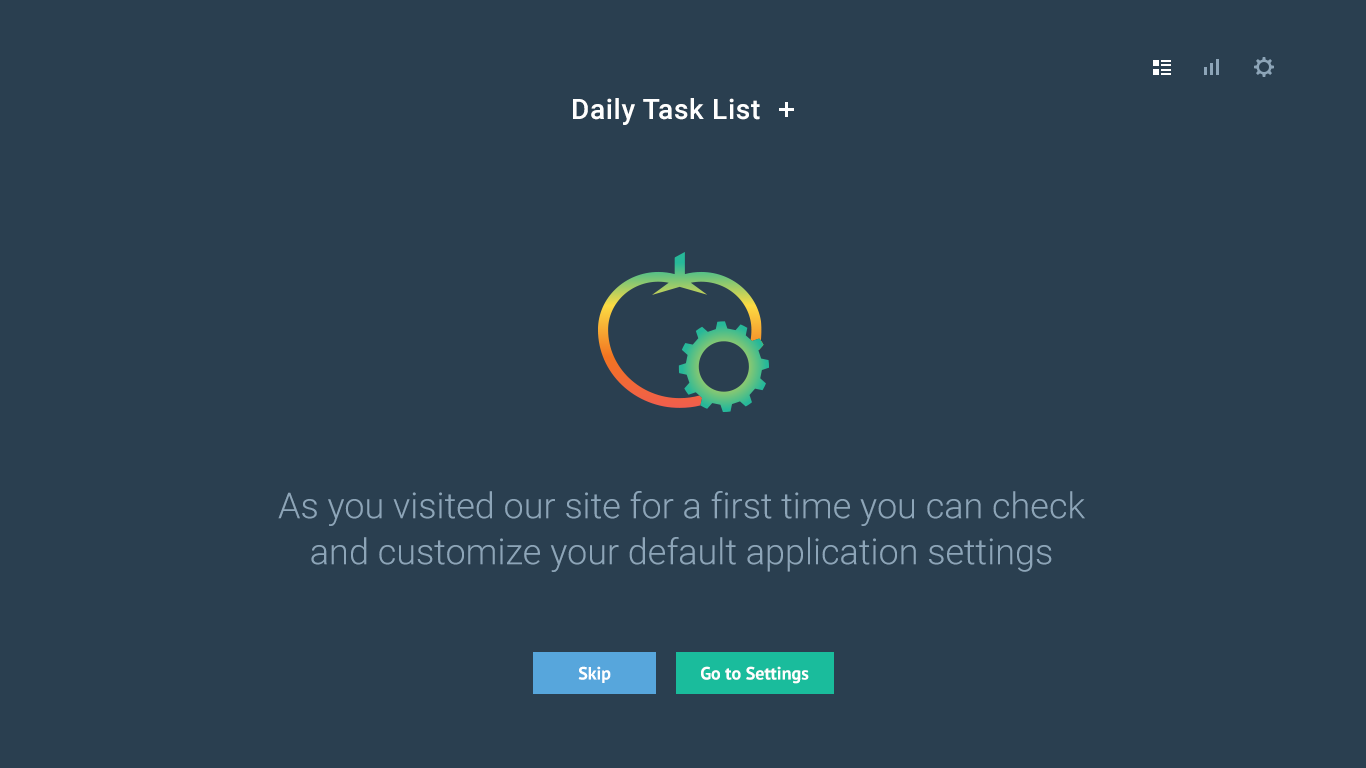 Daily Task List +
As you visited our site for a first time you can check
and customize your default application settings
Skip
Go to Settings